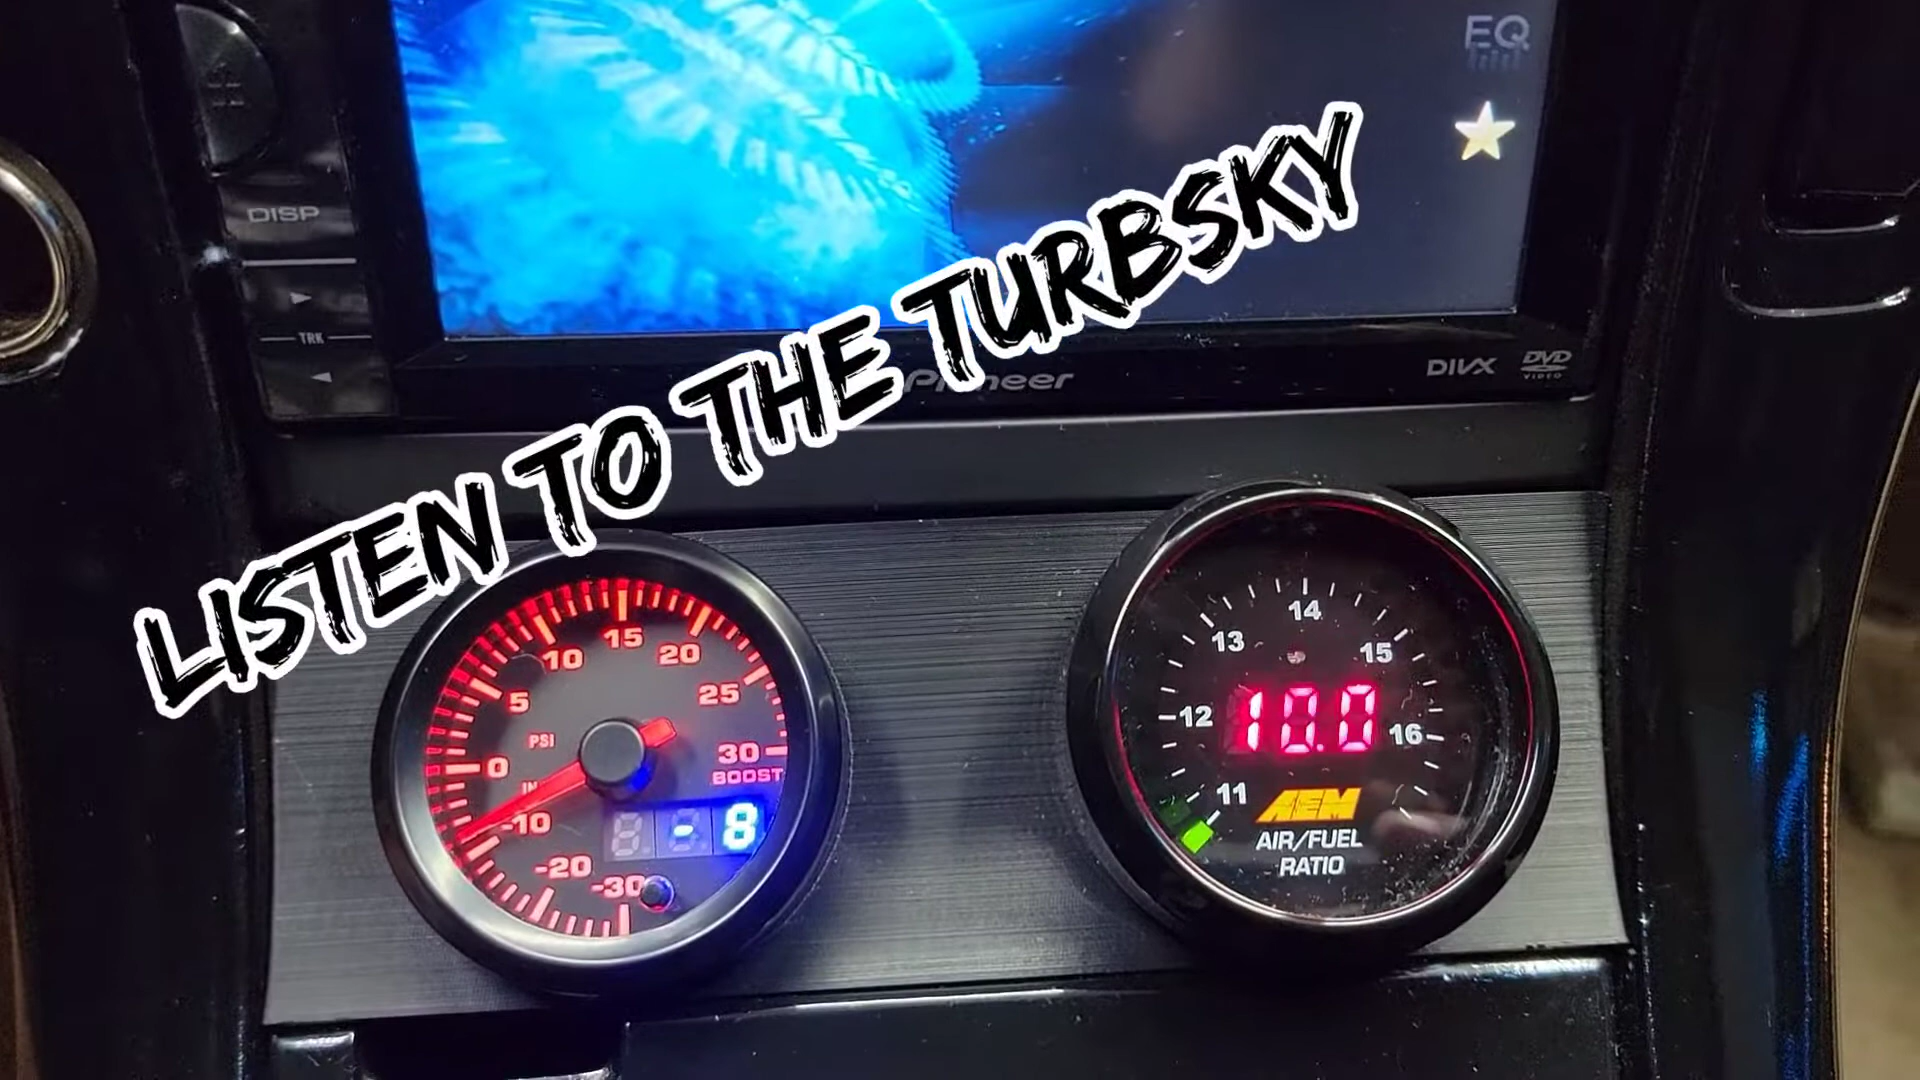 EQ
DISP
TRK
LISTEN TO THE TURBSKY
Pioneer
DIVX
DVD
VIDEO
15
10
20
5
25
PSI
0
30
BOOST
IN
-10
- 8
-20
-30
14
13
15
12
10.0
16
11
AEM
AIR/FUEL
RATIO